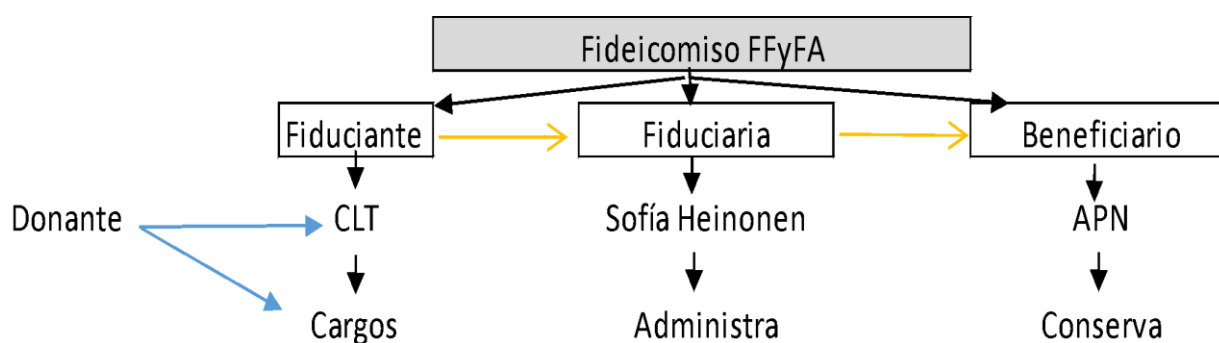 Fideicomiso FFyFA
Fiduciante Fiduciaria Beneficiario
Donante CLT Sofía Heinonen APN
Cargos Administra Conserva